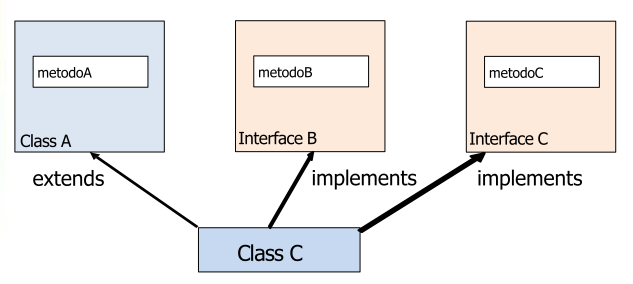 metodoA
Class A
metodoB
Interface B
metodoC
Interface C
extends
implements
implements
Class C